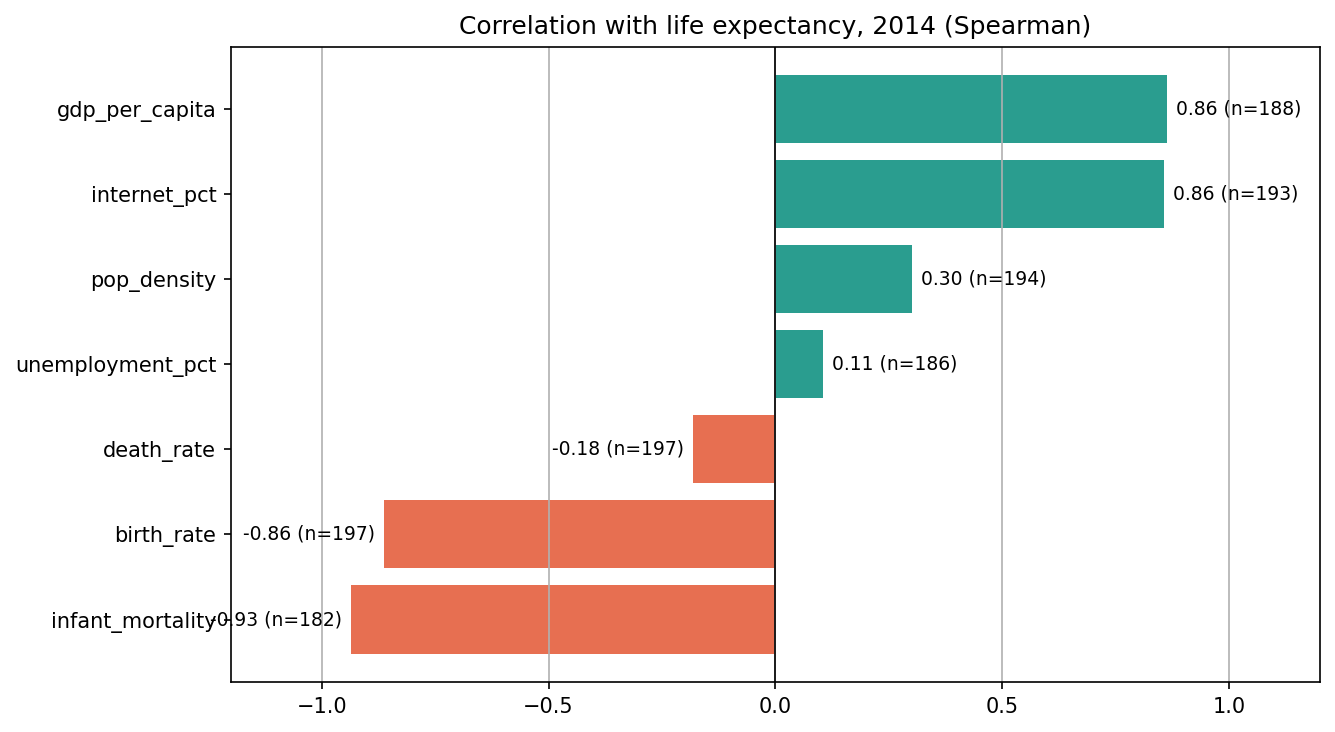 Correlation with life expectancy, 2014 (Spearman)
gdp_per_capita 0.86 (n=188)
internet_pct 0.86 (n=193)
pop_density 0.30 (n=194)
unemployment_pct 0.11 (n=186)
death_rate -0.18 (n=197)
birth_rate -0.86 (n=197)
infant_mortality -0.93 (n=182)
−1.0 −0.5 0.0 0.5 1.0